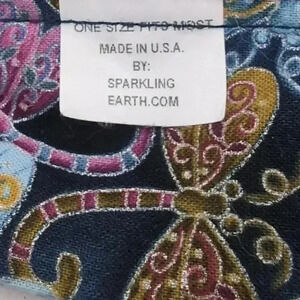 ONE SIZE FITS MOST
MADE IN U.S.A.
BY:
SPARKLING
EARTH.COM